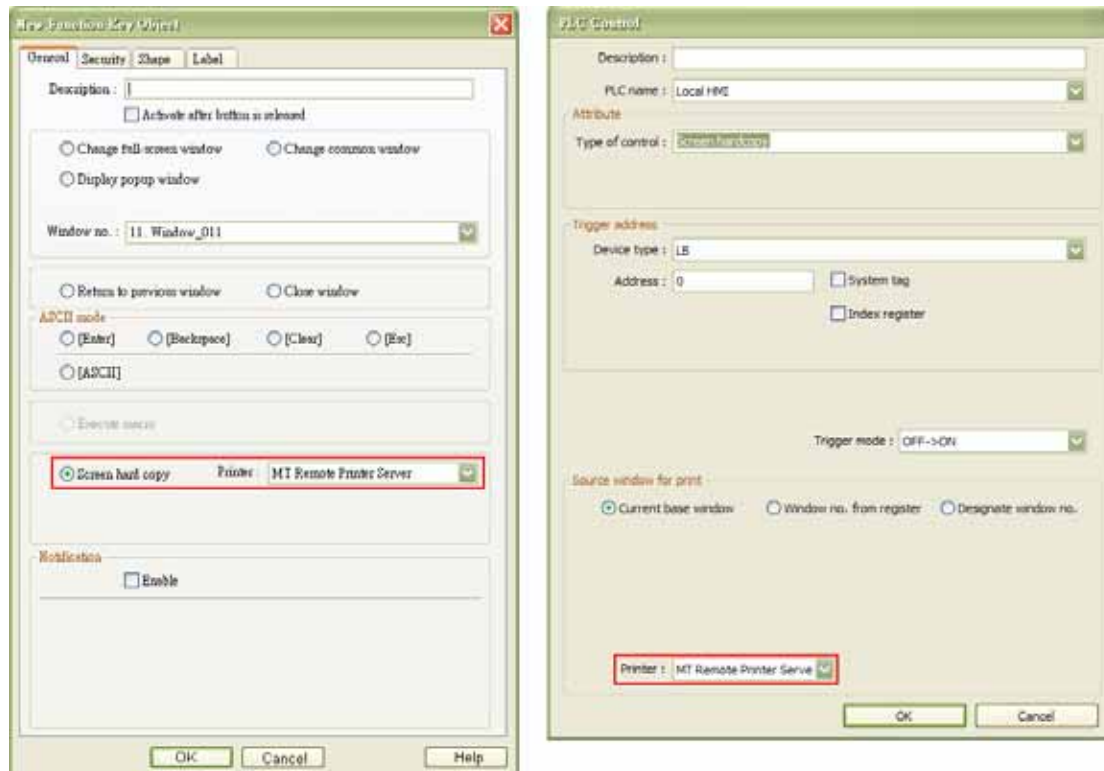 New Function Key Object
General Security Shape Label
Description :
Activate after button is released
Change full-screen window Change common window
Display popup window
Window no. : 11. Window_011
Return to previous window Close window
ASCII mode
[Enter] [Backspace] [Clear] [Esc]
[ASCII]
Execute macro
Screen hard copy Printer MT Remote Printer Server
Notification
Enable
OK Cancel Help
PLC Control
Description :
PLC name : Local HMI
Attribute
Type of control : Screen hardcopy
Trigger address
Device type : LB
Address : 0 System tag
Index register
Trigger mode : OFF->ON
Source window for print
Current base window Window no. from register Designate window no.
Printer : MT Remote Printer Serve
OK Cancel